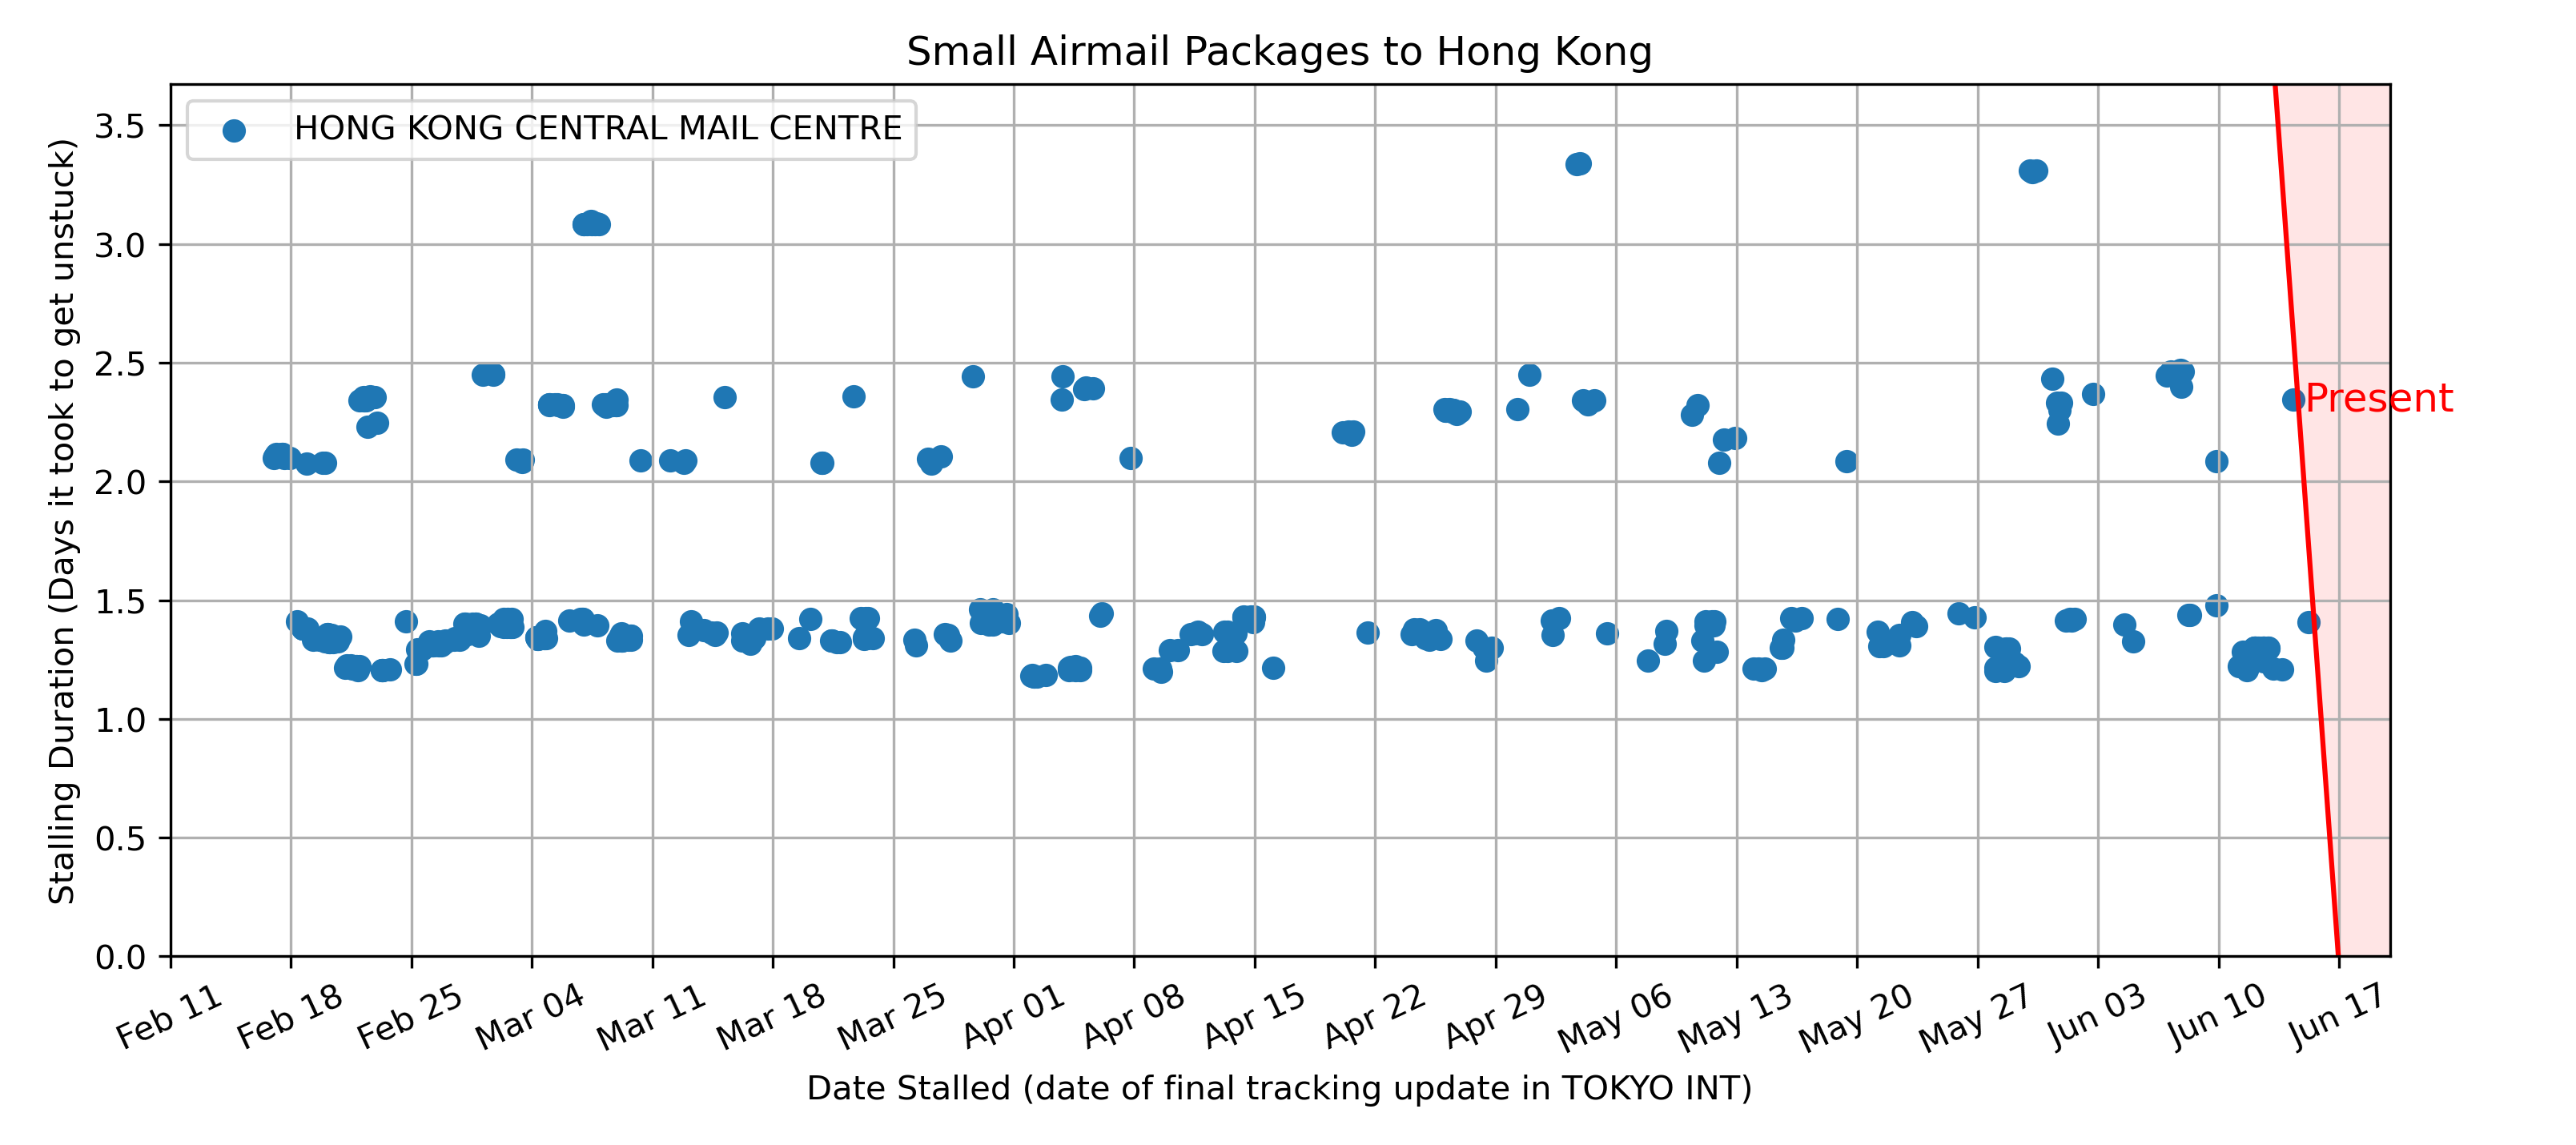 Small Airmail Packages to Hong Kong
HONG KONG CENTRAL MAIL CENTRE
Stalling Duration (Days it took to get unstuck)
3.5
3.0
2.5
2.0
1.5
1.0
0.5
0.0
Present
Feb 11 Feb 18 Feb 25 Mar 04 Mar 11 Mar 18 Mar 25 Apr 01 Apr 08 Apr 15 Apr 22 Apr 29 May 06 May 13 May 20 May 27 Jun 03 Jun 10 Jun 17
Date Stalled (date of final tracking update in TOKYO INT)